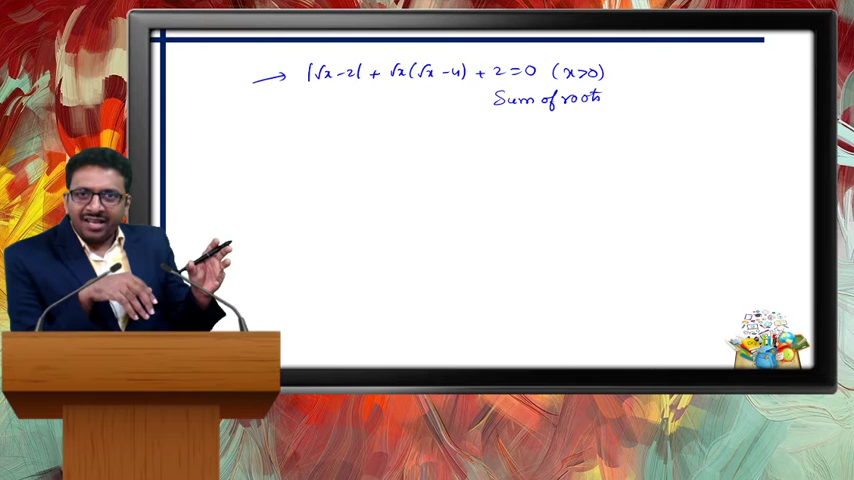 → |√x - 2| + √x(√x - 4) + 2 = 0 (x>0)
Sum of roots